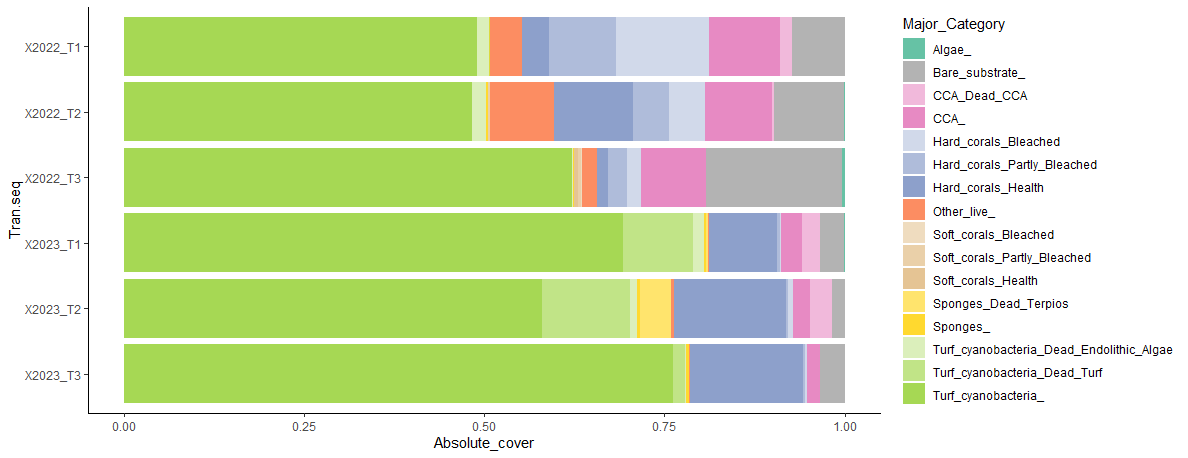 Tran.seq
X2022_T1
X2022_T2
X2022_T3
X2023_T1
X2023_T2
X2023_T3
0.00 0.25 0.50 0.75 1.00
Absolute_cover
Major_Category
Algae_
Bare_substrate_
CCA_Dead_CCA
CCA_
Hard_corals_Bleached
Hard_corals_Partly_Bleached
Hard_corals_Health
Other_live_
Soft_corals_Bleached
Soft_corals_Partly_Bleached
Soft_corals_Health
Sponges_Dead_Terpios
Sponges_
Turf_cyanobacteria_Dead_Endolithic_Algae
Turf_cyanobacteria_Dead_Turf
Turf_cyanobacteria_